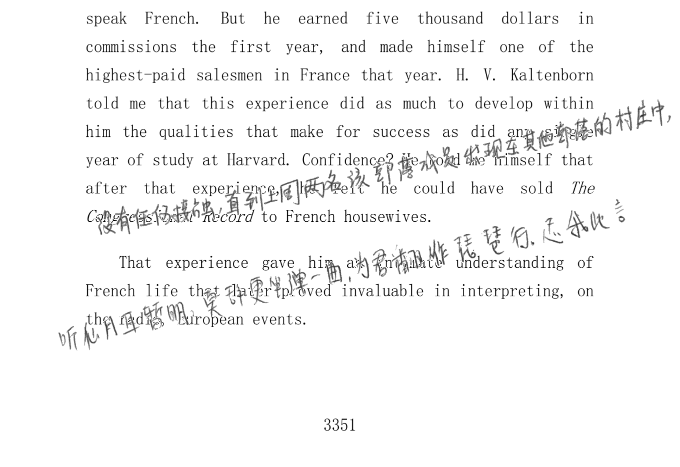 speak French. But he earned five thousand dollars in
commissions the first year, and made himself one of the
highest-paid salesmen in France that year. H. V. Kaltenborn
told me that this experience did as much to develop within
him the qualities that make for success as did any single
year of study at Harvard. Confidence? He told me himself that
after that experience, he felt he could have sold The
Congressional Record to French housewives.
没有任何接触,直到上周两名该部落成员出现在其他部落的村庄中,
That experience gave him an intimate understanding of
French life that later proved invaluable in interpreting, on
the radio, European events.
听仙乐耳暂明,莫辞更坐弹一曲,为君翻作琵琶行.感我此言
3351